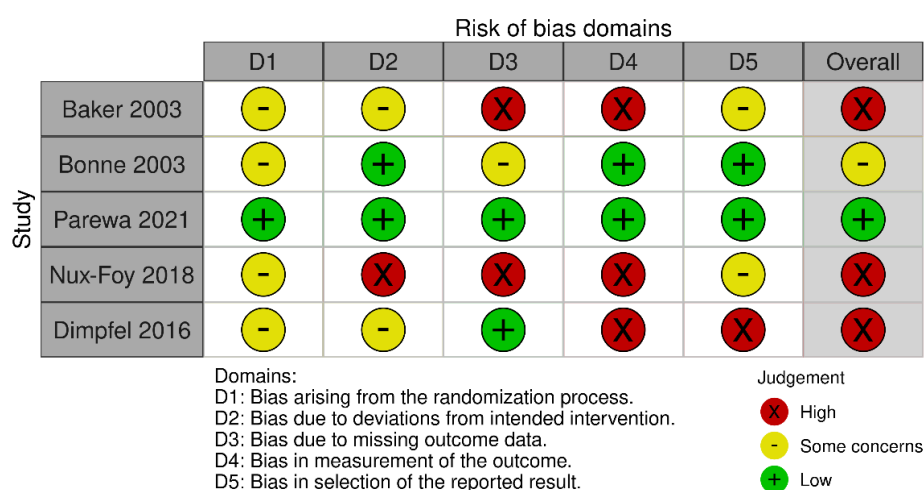 Risk of bias domains
D1 D2 D3 D4 D5 Overall
Study
Baker 2003 - - X X - X
Bonne 2003 - + - + + -
Parewa 2021 + + + + + +
Nux-Foy 2018 - X X X - X
Dimpfel 2016 - - + X X X
Domains:
D1: Bias arising from the randomization process.
D2: Bias due to deviations from intended intervention.
D3: Bias due to missing outcome data.
D4: Bias in measurement of the outcome.
D5: Bias in selection of the reported result.
Judgement
X High
- Some concerns
+ Low